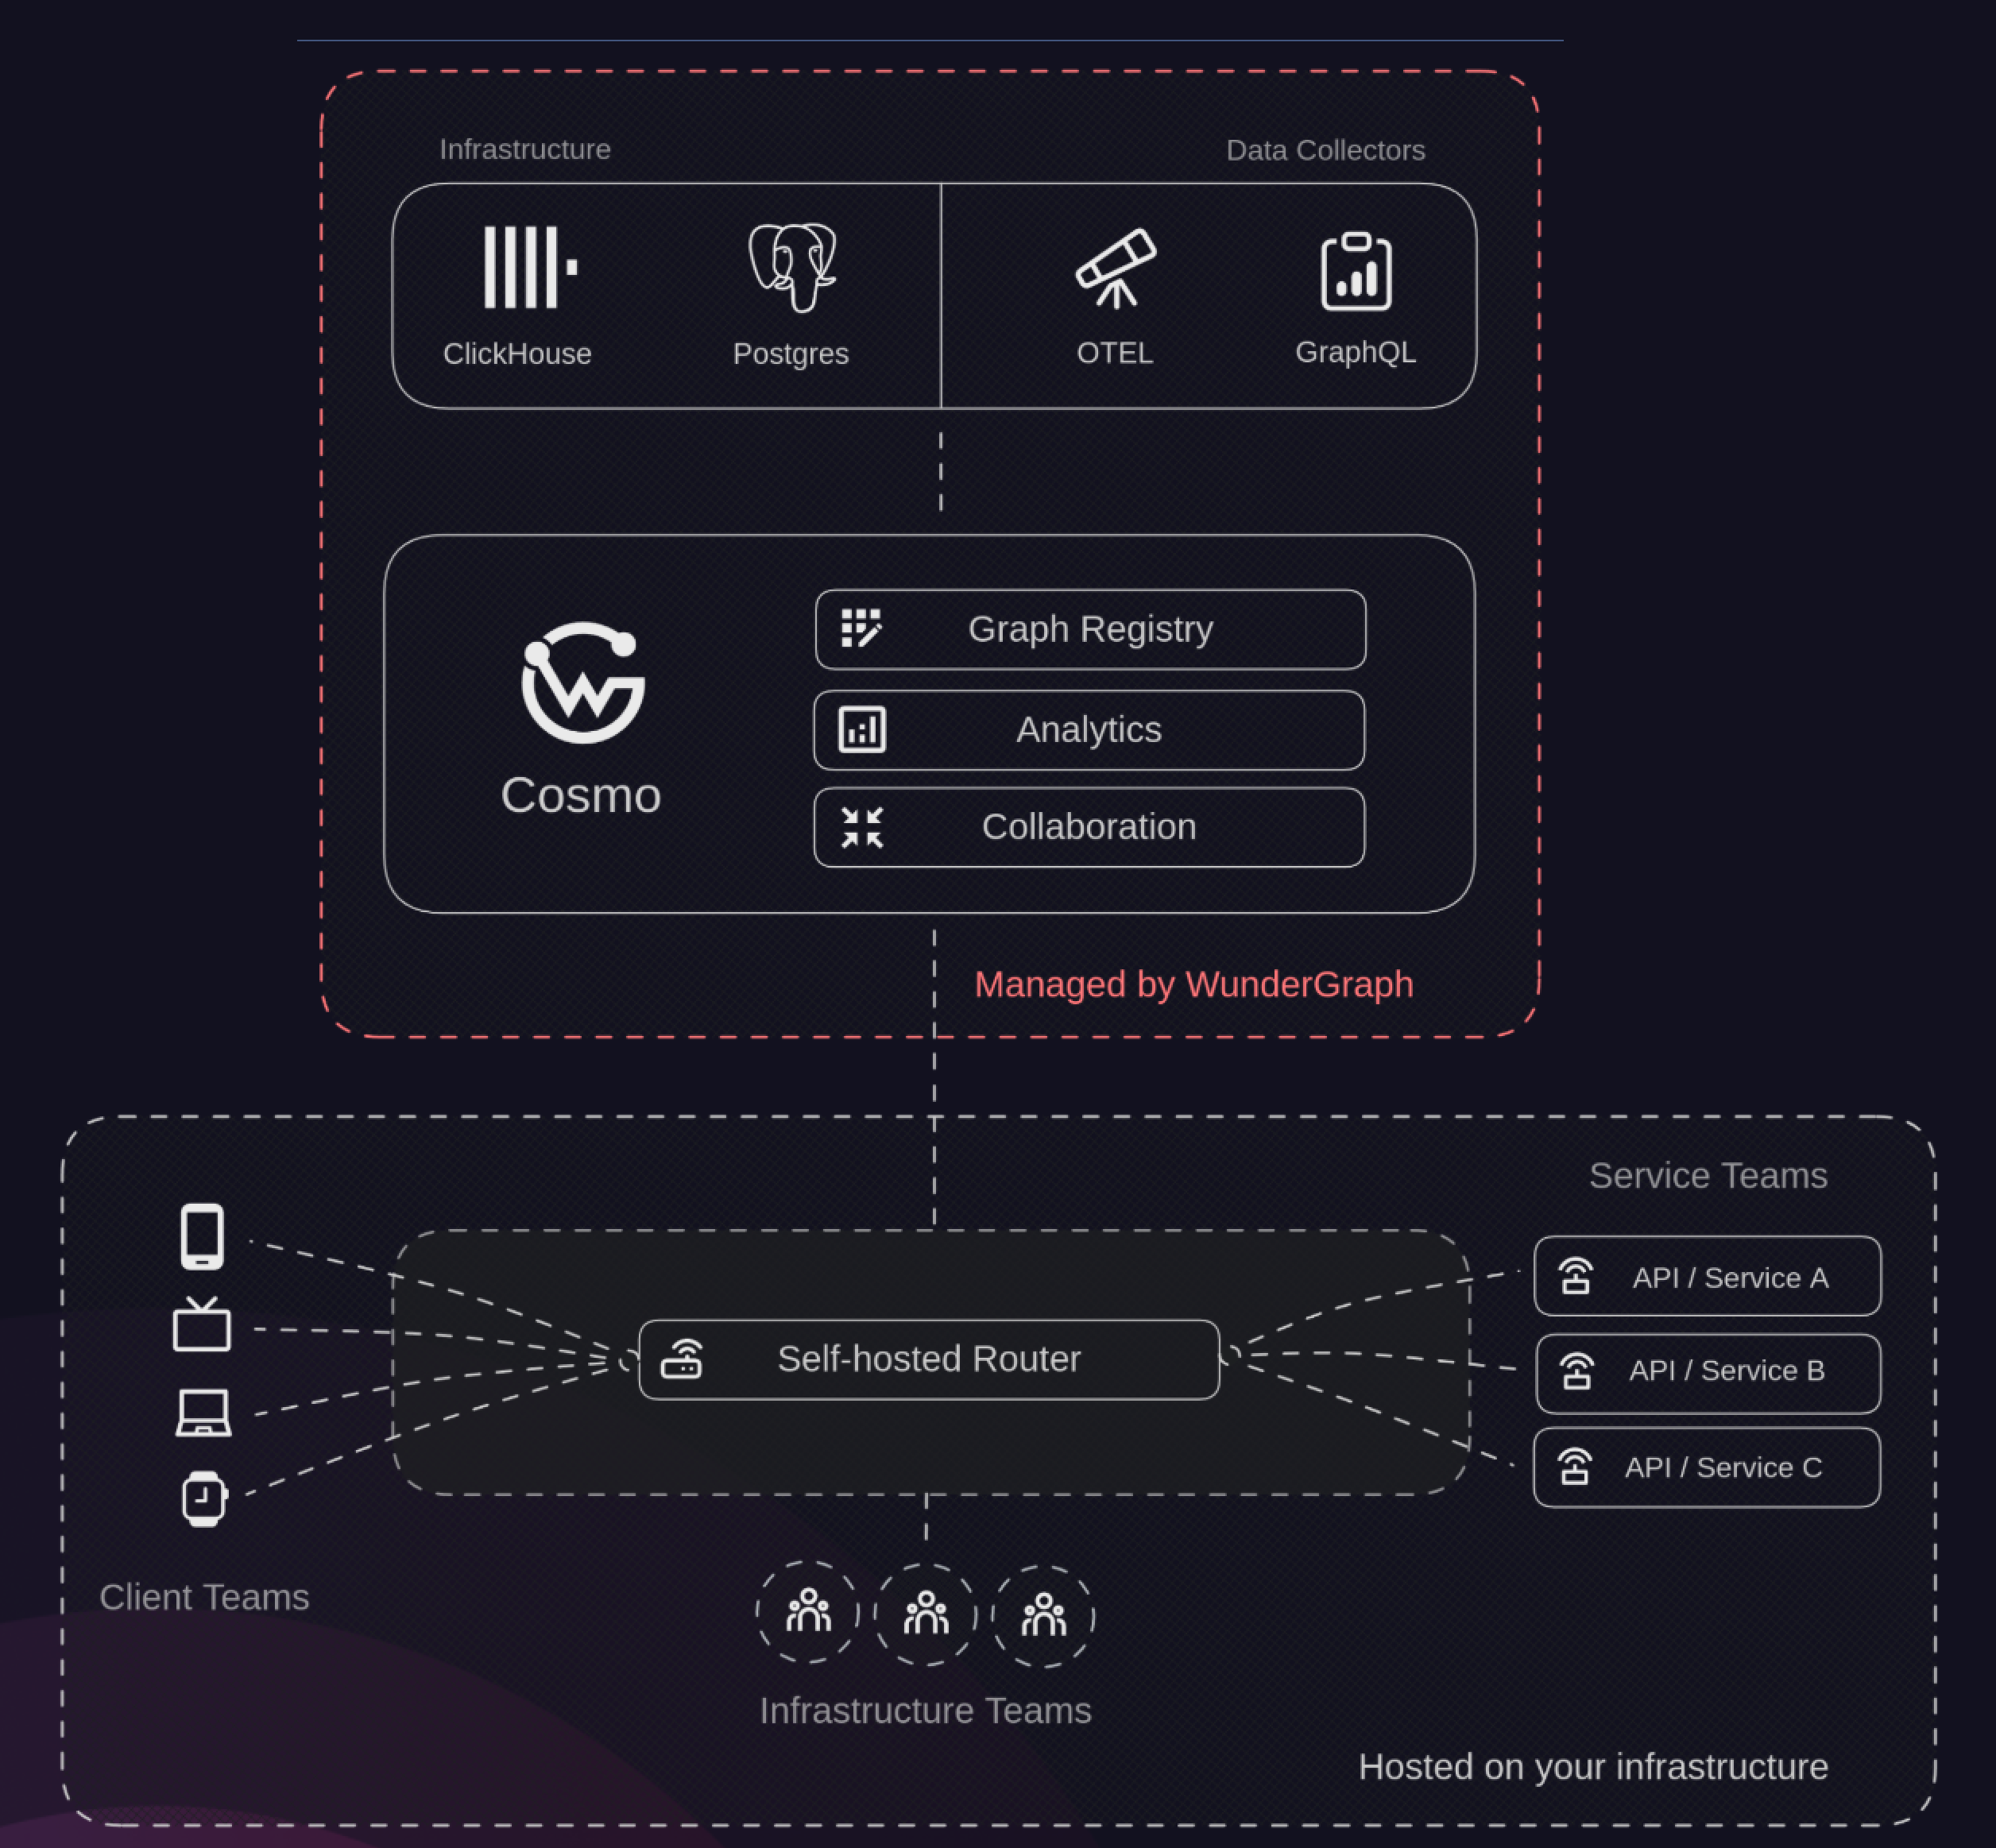 Infrastructure
Data Collectors
ClickHouse
Postgres
OTEL
GraphQL
Cosmo
Graph Registry
Analytics
Collaboration
Managed by WunderGraph
Service Teams
API / Service A
API / Service B
API / Service C
Self-hosted Router
Client Teams
Infrastructure Teams
Hosted on your infrastructure